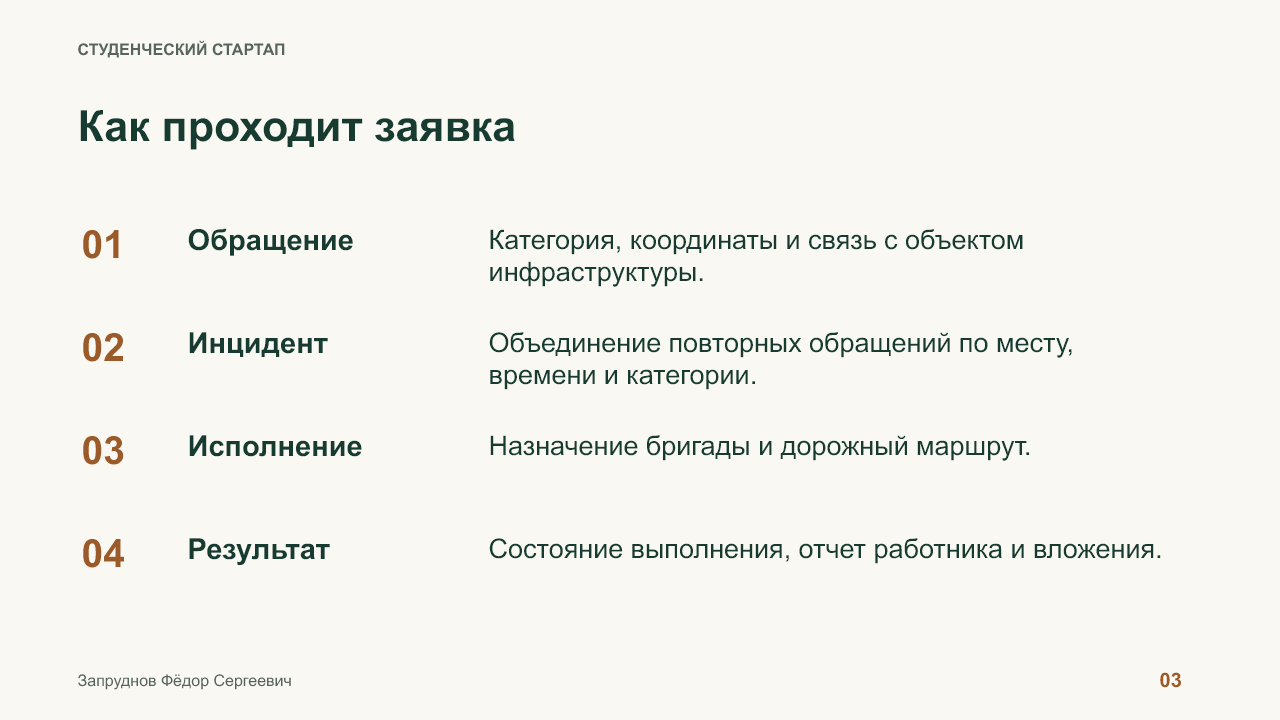 СТУДЕНЧЕСКИЙ СТАРТАП
Как проходит заявка
01 Обращение Категория, координаты и связь с объектом
инфраструктуры.
02 Инцидент Объединение повторных обращений по месту,
времени и категории.
03 Исполнение Назначение бригады и дорожный маршрут.
04 Результат Состояние выполнения, отчет работника и вложения.
Запруднов Фёдор Сергеевич 03